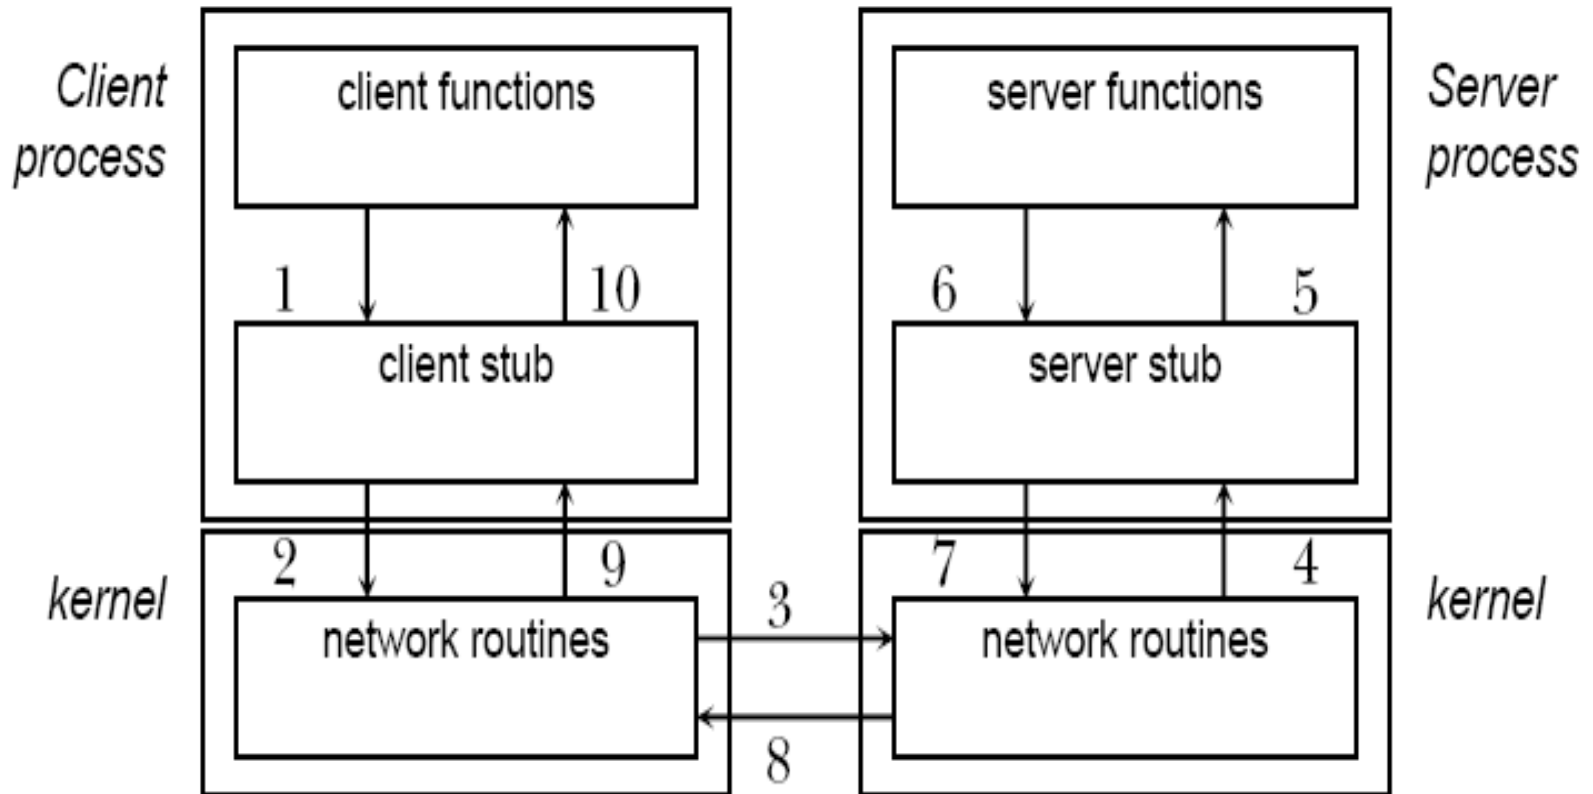 Client
process
client functions
server functions
Server
process
1
10
6
5
client stub
server stub
2
9
7
4
kernel
3
kernel
network routines
network routines
8